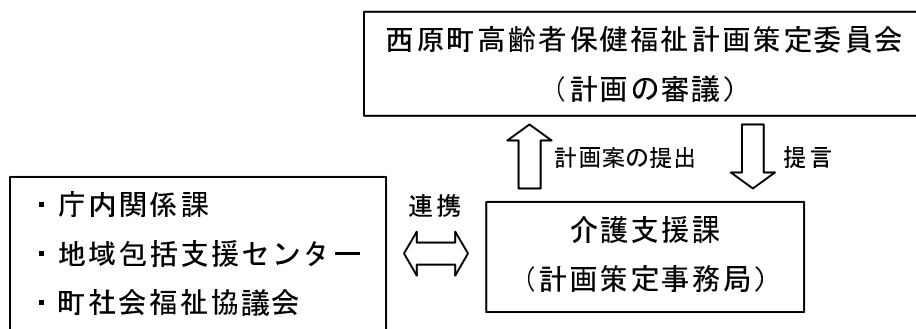 西原町高齢者保健福祉計画策定委員会
（計画の審議）
計画案の提出
提言
・庁内関係課
・地域包括支援センター
・町社会福祉協議会
連携
介護支援課
（計画策定事務局）